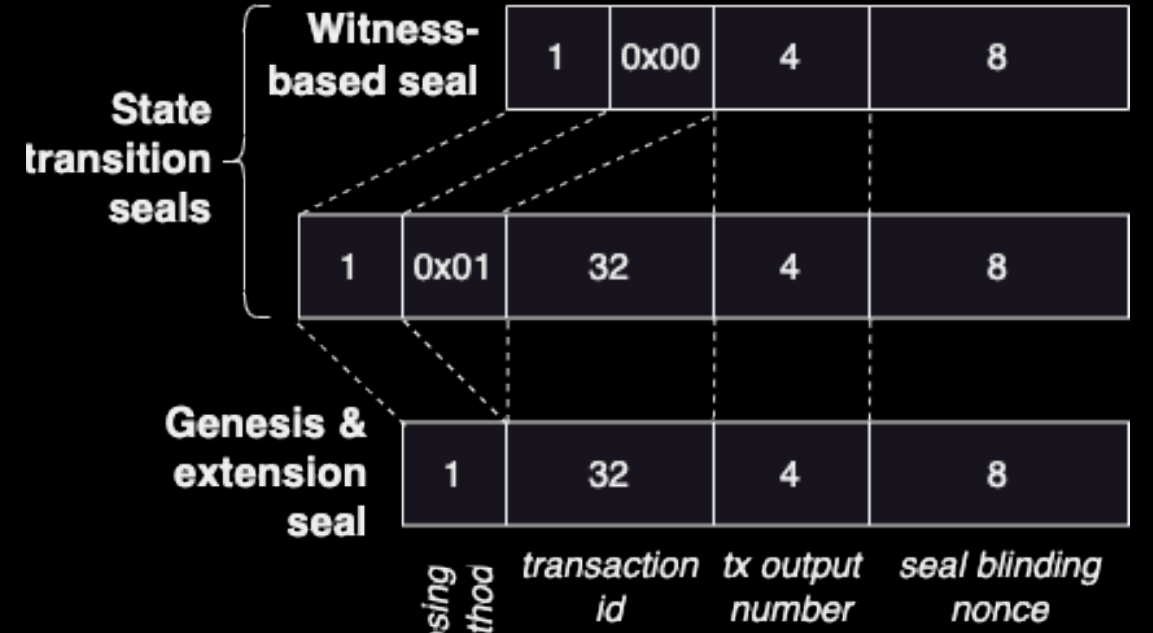 Witness-
based seal
1 0x00 4 8
State
transition
seals
1 0x01 32 4 8
Genesis &
extension
seal
1 32 4 8
transaction
id
tx output
number
seal blinding
nonce